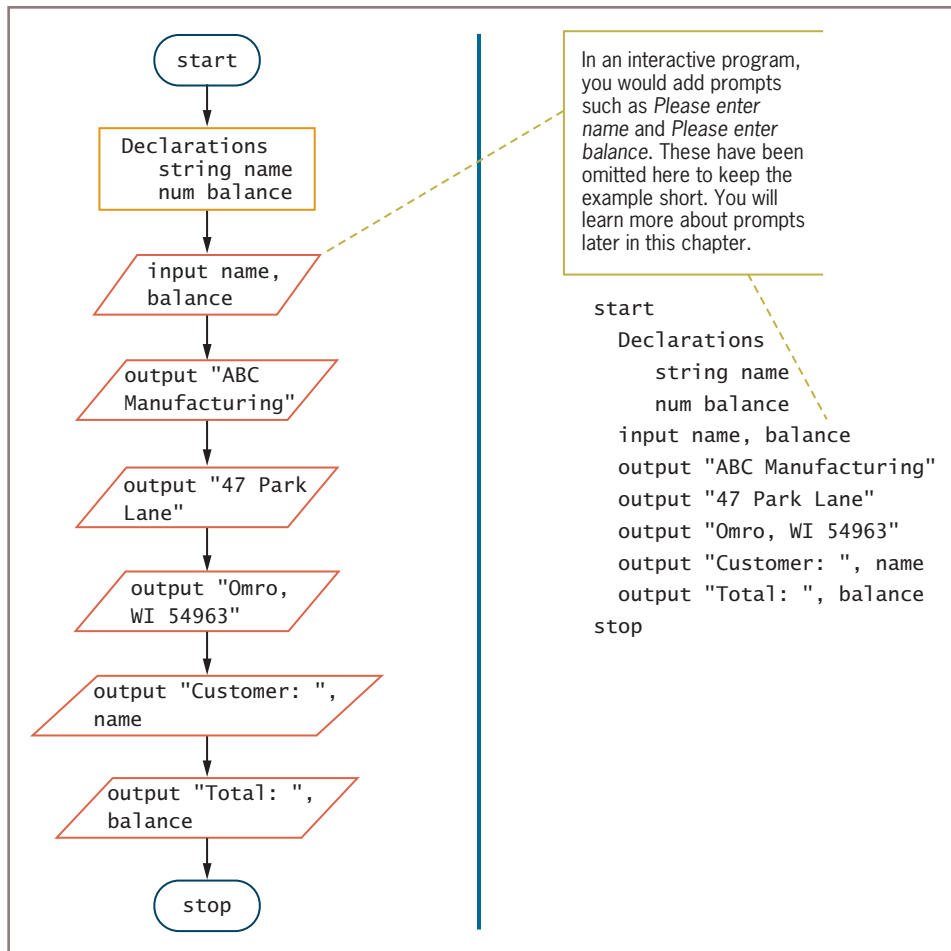 start
Declarations
string name
num balance
input name,
balance
output "ABC
Manufacturing"
output "47 Park
Lane"
output "Omro,
WI 54963"
output "Customer: ",
name
output "Total: ",
balance
stop
In an interactive program,
you would add prompts
such as Please enter
name and Please enter
balance. These have been
omitted here to keep the
example short. You will
learn more about prompts
later in this chapter.
start
Declarations
string name
num balance
input name, balance
output "ABC Manufacturing"
output "47 Park Lane"
output "Omro, WI 54963"
output "Customer: ", name
output "Total: ", balance
stop